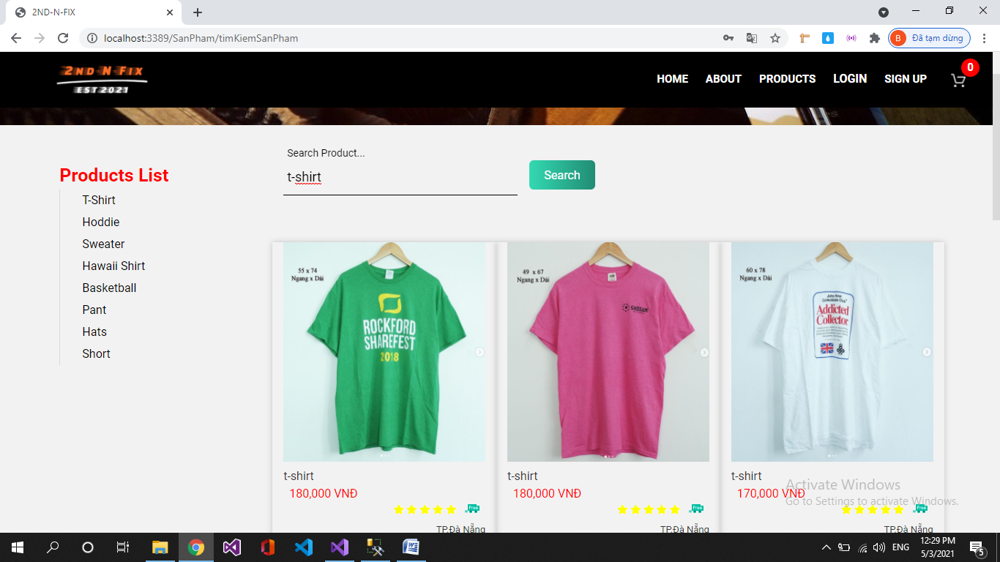 2ND-N-FIX
localhost:3389/SanPham/timKiemSanPham
B Đã tạm dừng
2ND N FIX
EST 2021
HOME ABOUT PRODUCTS LOGIN SIGN UP 0
Search Product...
t-shirt
Search
Products List
T-Shirt
Hoddie
Sweater
Hawaii Shirt
Basketball
Pant
Hats
Short
55 x 74
Ngang x Dài
ROCKFORD
SHAREFEST
2018
t-shirt
180,000 VNĐ
Free
TP.Đà Nẵng
49 x 67
Ngang x Dài
SHOGUN
t-shirt
180,000 VNĐ
Free
TP.Đà Nẵng
60 x 78
Ngang x Dài
Addicted
Collector
t-shirt
170,000 VNĐ
Free
TP.Đà Nẵng
Activate Windows
Go to Settings to activate Windows.
ENG
12:29 PM
5/3/2021
5